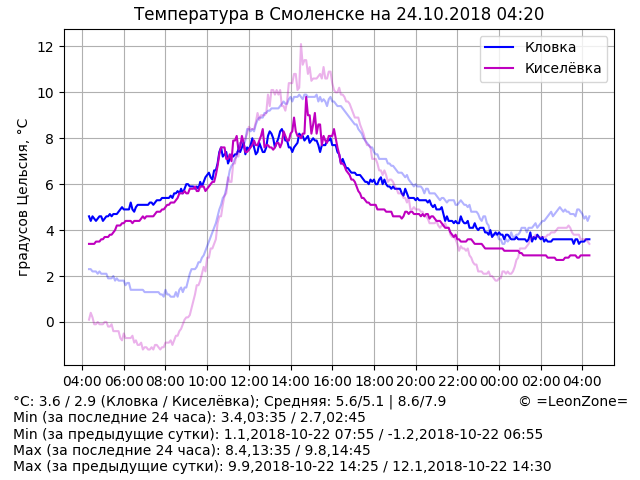 Температура в Смоленске на 24.10.2018 04:20
Кловка
Киселёвка
градусов Цельсия, °C
12
10
8
6
4
2
0
04:00 06:00 08:00 10:00 12:00 14:00 16:00 18:00 20:00 22:00 00:00 02:00 04:00
°C: 3.6 / 2.9 (Кловка / Киселёвка); Средняя: 5.6/5.1 | 8.6/7.9 © =LeonZone=
Min (за последние 24 часа): 3.4,03:35 / 2.7,02:45
Min (за предыдущие сутки): 1.1,2018-10-22 07:55 / -1.2,2018-10-22 06:55
Max (за последние 24 часа): 8.4,13:35 / 9.8,14:45
Max (за предыдущие сутки): 9.9,2018-10-22 14:25 / 12.1,2018-10-22 14:30